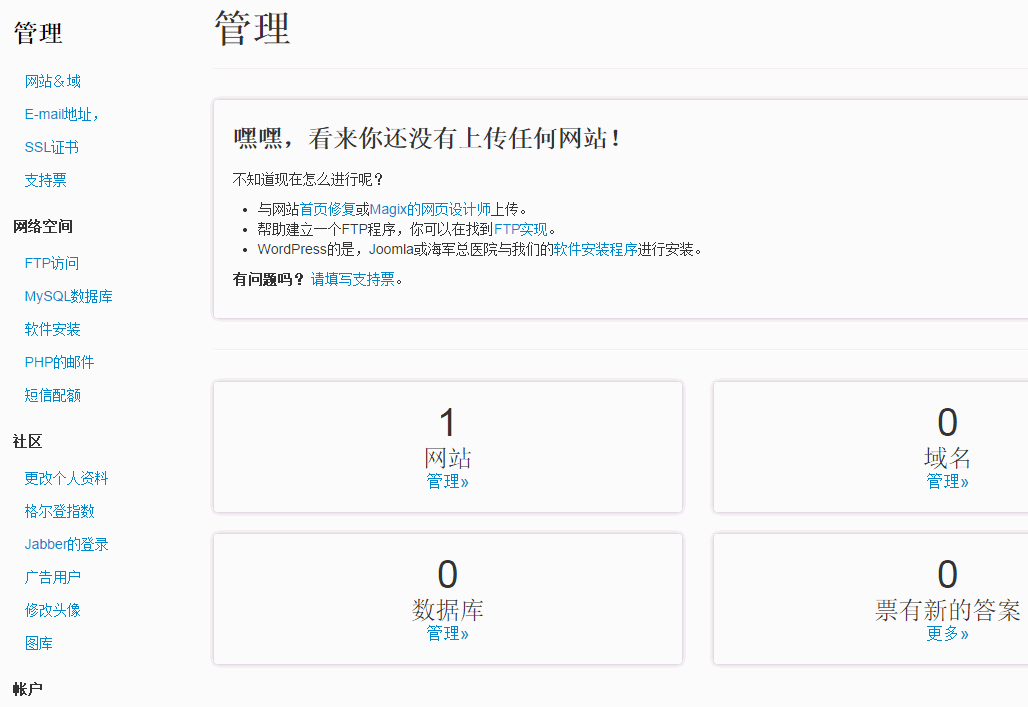 管理
网站&域
E-mail地址，
SSL证书
支持票
网络空间
FTP访问
MySQL数据库
软件安装
PHP的邮件
短信配额
社区
更改个人资料
格尔登指数
Jabber的登录
广告用户
修改头像
图库
帐户
管理
嘿嘿，看来你还没有上传任何网站！
不知道现在怎么进行呢？
• 与网站首页修复或Magix的网页设计师上传。
• 帮助建立一个FTP程序，你可以在找到FTP实现。
• WordPress的是，Joomla或海军总医院与我们的软件安装程序进行安装。
有问题吗？ 请填写支持票。
1
网站
管理»
0
域名
管理»
0
数据库
管理»
0
票有新的答案
更多»